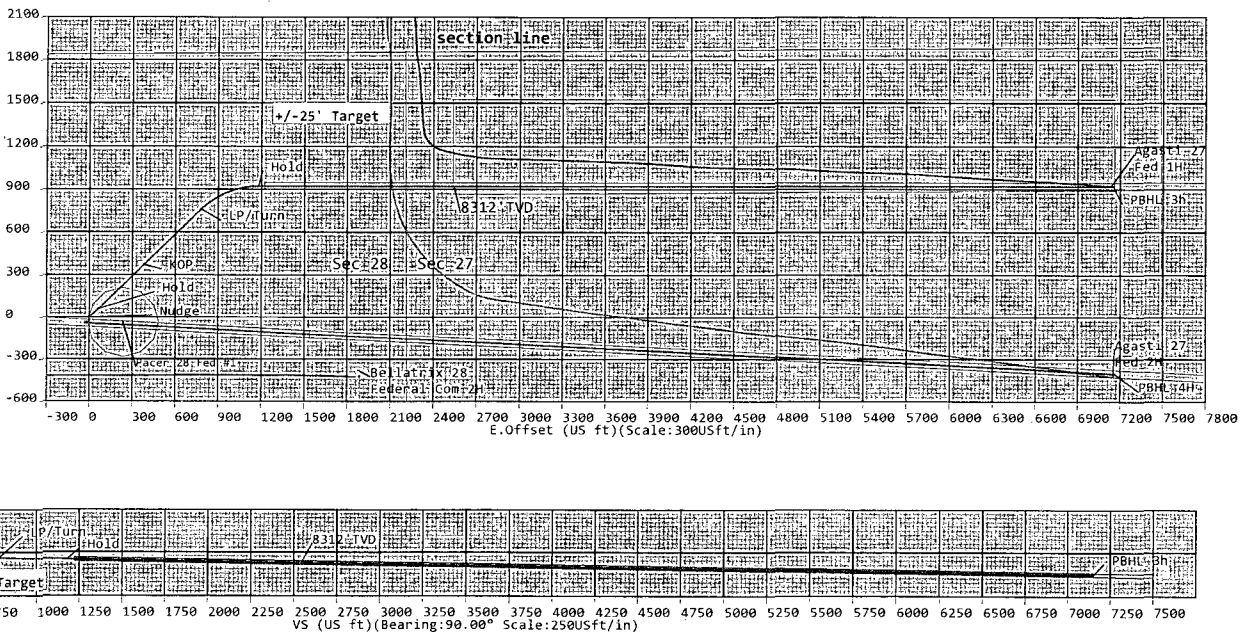 2100
section line
1800
1500
+/-25' Target
1200
Hold
Agasti 27
Fed 1H
900
8312' TVD
PBHL 3h
LP/Turn
600
KOP
Sec 28 Sec 27
300
Hold
Nudge
0
-300
Pacer 28 Fed #1
Agasti 27
Fed 2H
Bellatrix 28
Federal Com 2H
PBHL 4H
-600
-300 0 300 600 900 1200 1500 1800 2100 2400 2700 3000 3300 3600 3900 4200 4500 4800 5100 5400 5700 6000 6300 6600 6900 7200 7500 7800
E.Offset (US ft)(Scale:300USft/in)
LP/Turn
Hold
8312 TVD
PBHL 3h
Target
750 1000 1250 1500 1750 2000 2250 2500 2750 3000 3250 3500 3750 4000 4250 4500 4750 5000 5250 5500 5750 6000 6250 6500 6750 7000 7250 7500
VS (US ft)(Bearing:90.00° Scale:250USft/in)